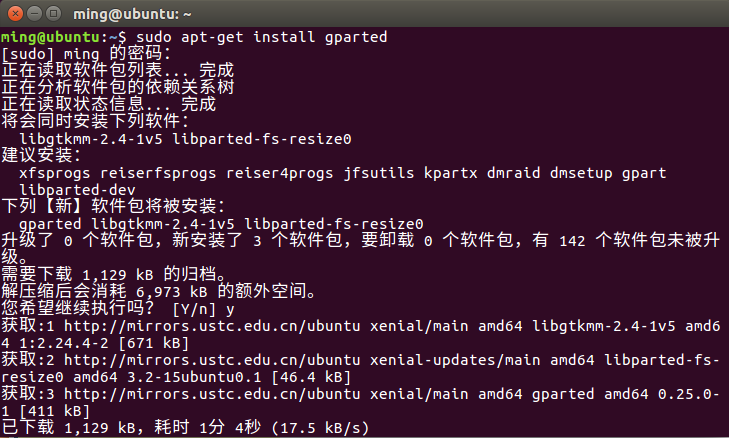 ming@ubuntu: ~
ming@ubuntu:~$ sudo apt-get install gparted
[sudo] ming 的密码：
正在读取软件包列表... 完成
正在分析软件包的依赖关系树
正在读取状态信息... 完成
将会同时安装下列软件：
  libgtkmm-2.4-1v5 libparted-fs-resize0
建议安装：
  xfsprogs reiserfsprogs reiser4progs jfsutils kpartx dmraid dmsetup gpart
  libparted-dev
下列【新】软件包将被安装：
  gparted libgtkmm-2.4-1v5 libparted-fs-resize0
升级了 0 个软件包，新安装了 3 个软件包，要卸载 0 个软件包，有 142 个软件包未被升
级。
需要下载 1,129 kB 的归档。
解压缩后会消耗 6,973 kB 的额外空间。
您希望继续执行吗？ [Y/n] y
获取:1 http://mirrors.ustc.edu.cn/ubuntu xenial/main amd64 libgtkmm-2.4-1v5 amd6
4 1:2.24.4-2 [671 kB]
获取:2 http://mirrors.ustc.edu.cn/ubuntu xenial-updates/main amd64 libparted-fs-
resize0 amd64 3.2-15ubuntu0.1 [46.4 kB]
获取:3 http://mirrors.ustc.edu.cn/ubuntu xenial/main amd64 gparted amd64 0.25.0-
1 [411 kB]
已下载 1,129 kB，耗时 1分 4秒 (17.5 kB/s)